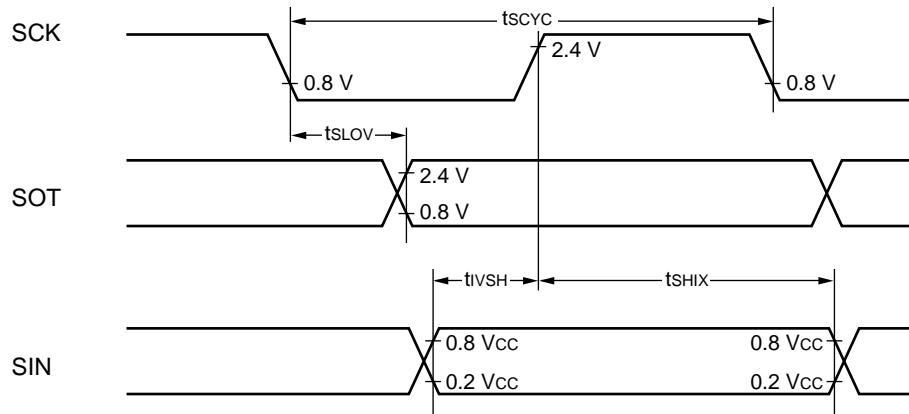 tSCYC
SCK
2.4 V
0.8 V
0.8 V
tSLOV
SOT
2.4 V
0.8 V
tIVSH
tSHIX
SIN
0.8 VCC
0.8 VCC
0.2 VCC
0.2 VCC